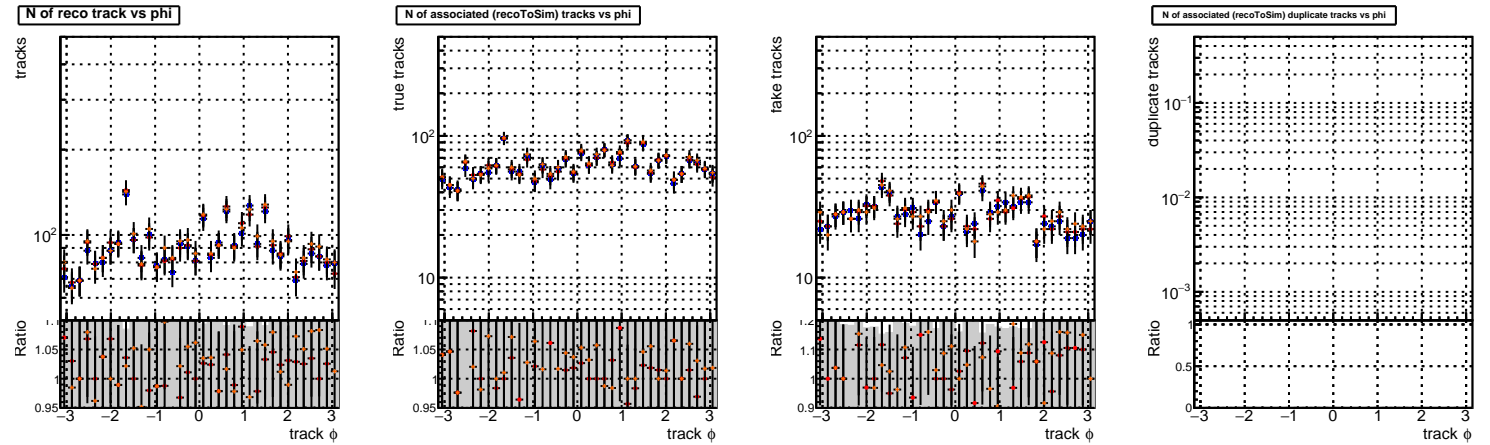 N of reco track vs phi
tracks
10²
Ratio
1.1
1.05
1
0.95
−3 −2 −1 0 1 2 3
track ϕ
N of associated (recoToSim) tracks vs phi
true tracks
10²
10
Ratio
1.1
1.05
1
0.95
−3 −2 −1 0 1 2 3
track ϕ
fake tracks
10²
10
Ratio
1.2
1.1
1
0.9
−3 −2 −1 0 1 2 3
track ϕ
N of associated (recoToSim) duplicate tracks vs phi
duplicate tracks
10⁻¹
10⁻²
10⁻³
Ratio
1
0.5
0
−3 −2 −1 0 1 2 3
track ϕ